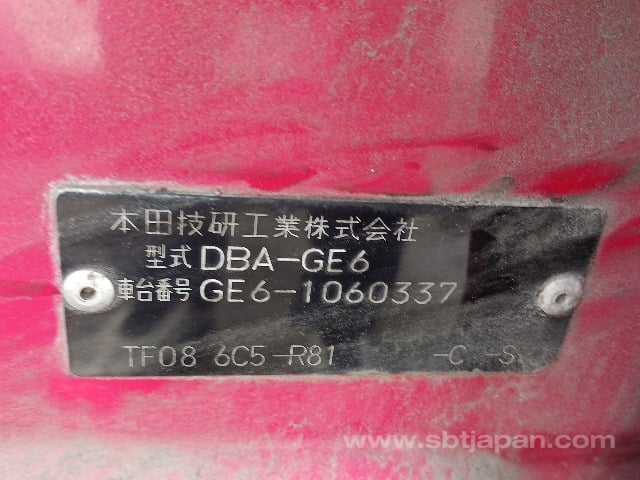 本田技研工業株式会社
型式 DBA-GE6
車台番号 GE6-1060337
TF08 6C5-R81 -C -S
www.sbtjapan.com